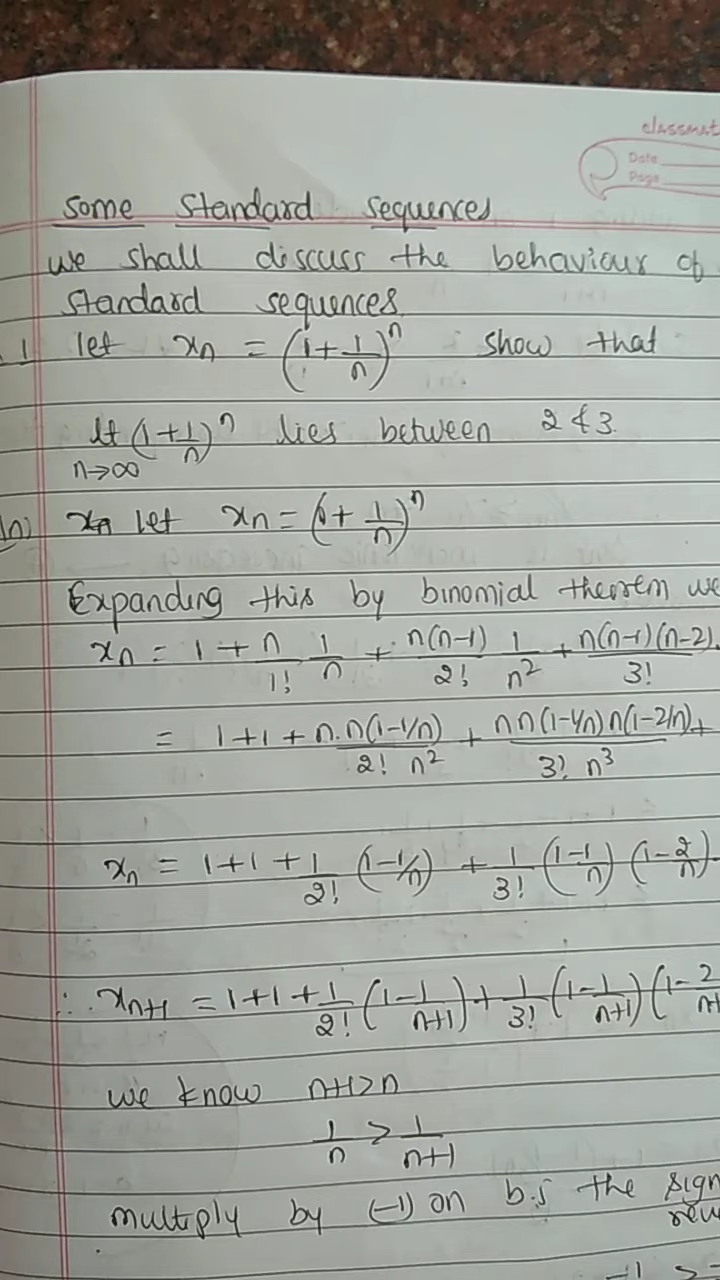 classmat
Date
Page
Some Standard Sequences
we shall discuss the behaviour of
standard sequences
1 let xn = (1+1/n)^n show that
lt n→∞ (1+1/n)^n lies between 2 & 3.
let xn = (1+1/n)^n
Expanding this by binomial theorem we
xn = 1 + n/1! 1/n + n(n-1)/2! 1/n² + n(n-1)(n-2)/3!
= 1+1+ n.n(1-1/n)/2! n² + n n(1-1/n) n(1-2/n)/3! n³ +
xn = 1+1+1/2! (1-1/n) + 1/3! (1-1/n) (1-2/n)
∴ xn+1 = 1+1+1/2! (1-1/n+1) + 1/3! (1-1/n+1) (1-2/n+
we know n+1>n
1/n > 1/n+1
multiply by (-1) on b.s the sign